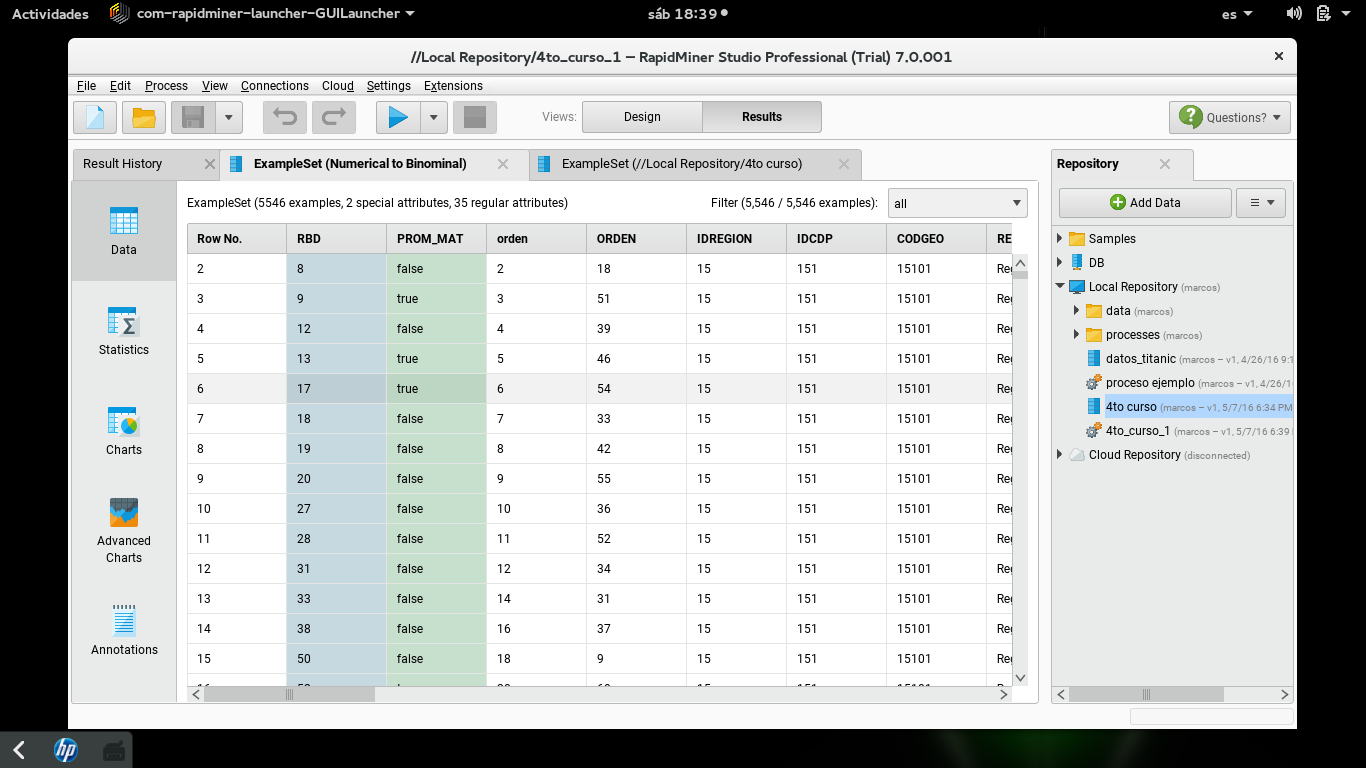 Actividades com-rapidminer-launcher-GUILauncher sáb 18:39 es
//Local Repository/4to_curso_1 – RapidMiner Studio Professional (Trial) 7.0.001
File Edit Process View Connections Cloud Settings Extensions
Views: Design Results Questions?
Result History ExampleSet (Numerical to Binominal) ExampleSet (//Local Repository/4to curso)
ExampleSet (5546 examples, 2 special attributes, 35 regular attributes) Filter (5,546 / 5,546 examples): all
Row No. RBD PROM_MAT orden ORDEN IDREGION IDCDP CODGEO RE
2 8 false 2 18 15 151 15101 Reg
3 9 true 3 51 15 151 15101 Reg
4 12 false 4 39 15 151 15101 Reg
5 13 true 5 46 15 151 15101 Reg
6 17 true 6 54 15 151 15101 Reg
7 18 false 7 33 15 151 15101 Reg
8 19 false 8 42 15 151 15101 Reg
9 20 false 9 55 15 151 15101 Reg
10 27 false 10 36 15 151 15101 Reg
11 28 false 11 52 15 151 15101 Reg
12 31 false 12 34 15 151 15101 Reg
13 33 false 14 31 15 151 15101 Reg
14 38 false 16 37 15 151 15101 Reg
15 50 false 18 9 15 151 15101 Reg
Data
Statistics
Charts
Advanced
Charts
Annotations
Repository
Add Data
Samples
DB
Local Repository (marcos)
data (marcos)
processes (marcos)
datos_titanic (marcos – v1, 4/26/16 9:1
proceso ejemplo (marcos – v1, 4/26/1
4to curso (marcos – v1, 5/7/16 6:34 PM
4to_curso_1 (marcos – v1, 5/7/16 6:39
Cloud Repository (disconnected)
hp